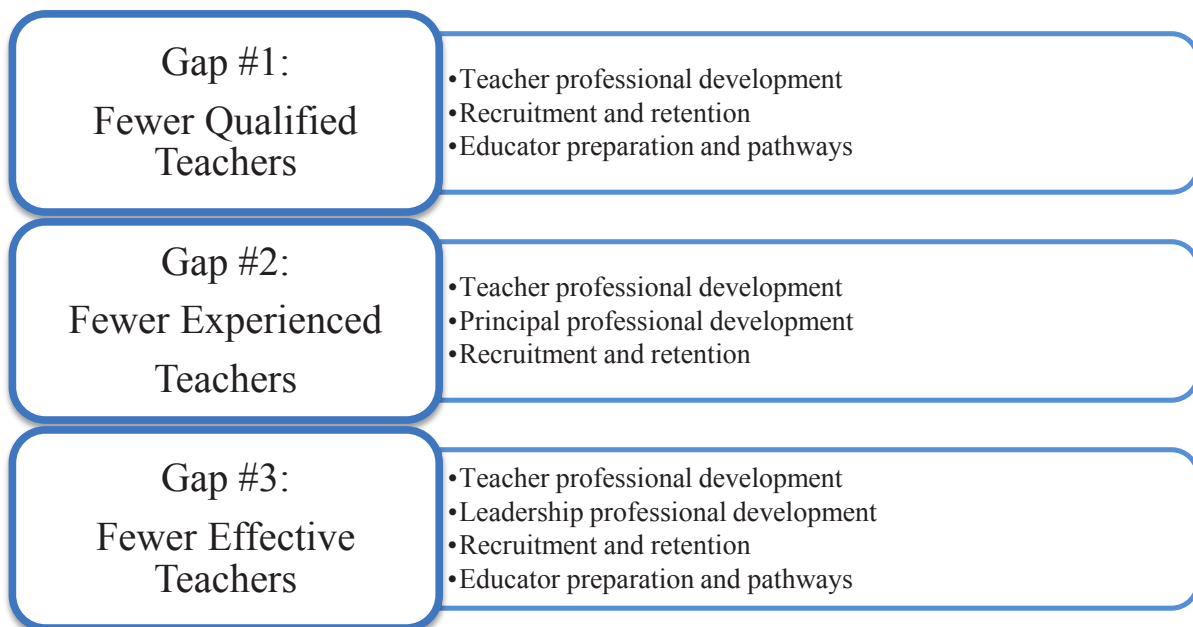 Gap #1:
Fewer Qualified
Teachers
•Teacher professional development
•Recruitment and retention
•Educator preparation and pathways
Gap #2:
Fewer Experienced
Teachers
•Teacher professional development
•Principal professional development
•Recruitment and retention
Gap #3:
Fewer Effective
Teachers
•Teacher professional development
•Leadership professional development
•Recruitment and retention
•Educator preparation and pathways